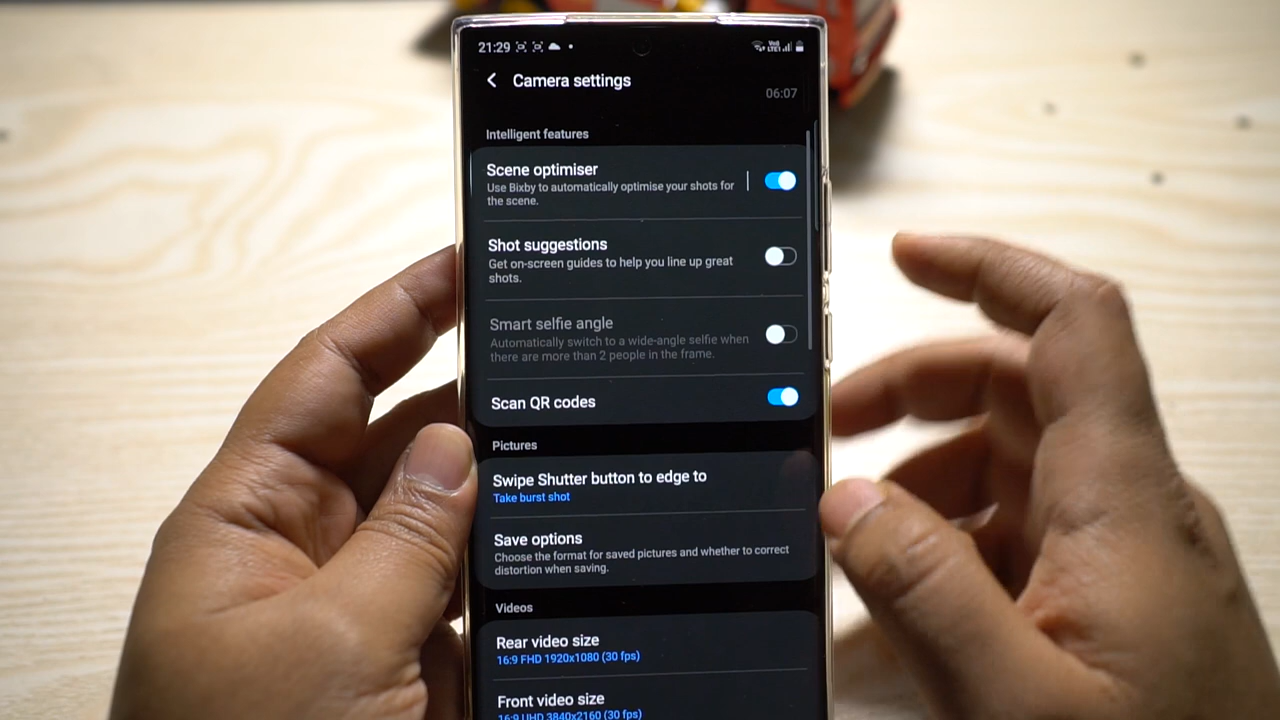 21:29
Camera settings
06:07
Intelligent features
Scene optimiser
Use Bixby to automatically optimise your shots for
the scene.
Shot suggestions
Get on-screen guides to help you line up great
shots.
Smart selfie angle
Automatically switch to a wide-angle selfie when
there are more than 2 people in the frame.
Scan QR codes
Pictures
Swipe Shutter button to edge to
Take burst shot
Save options
Choose the format for saved pictures and whether to correct
distortion when saving.
Videos
Rear video size
16:9 FHD 1920x1080 (30 fps)
Front video size
16:9 UHD 3840x2160 (30 fps)